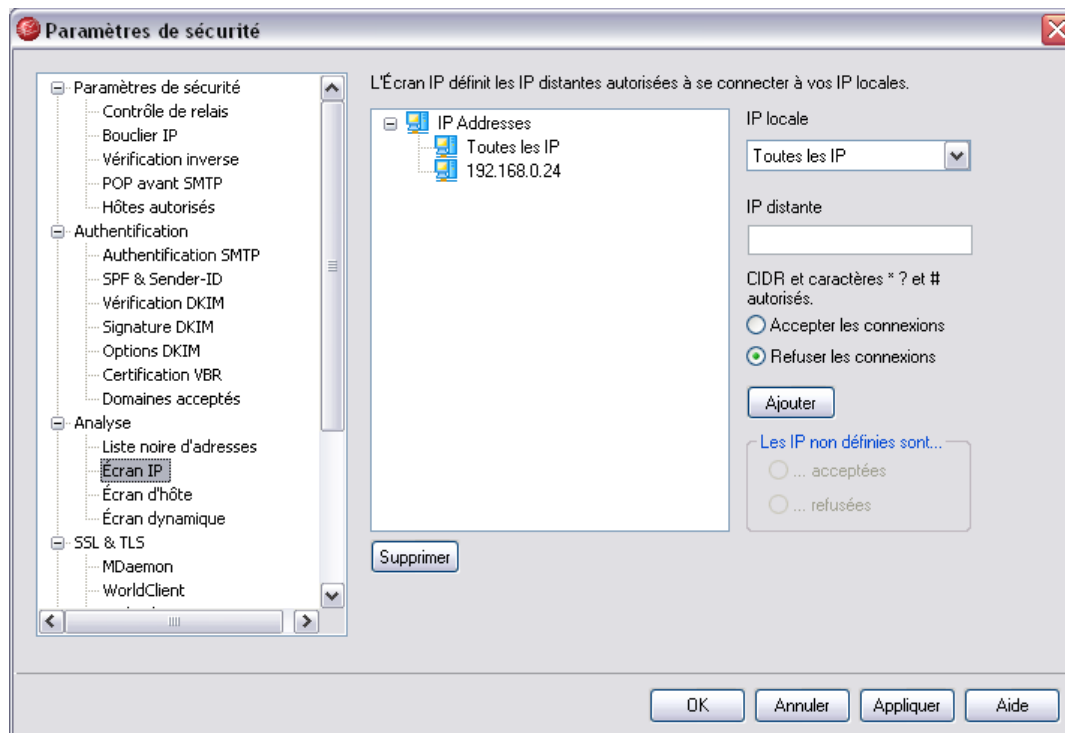 Paramètres de sécurité
Paramètres de sécurité
Contrôle de relais
Bouclier IP
Vérification inverse
POP avant SMTP
Hôtes autorisés
Authentification
Authentification SMTP
SPF & Sender-ID
Vérification DKIM
Signature DKIM
Options DKIM
Certification VBR
Domaines acceptés
Analyse
Liste noire d'adresses
Écran IP
Écran d'hôte
Écran dynamique
SSL & TLS
MDaemon
WorldClient
L'Écran IP définit les IP distantes autorisées à se connecter à vos IP locales.
IP Addresses
Toutes les IP
192.168.0.24
Supprimer
IP locale
Toutes les IP
IP distante
CIDR et caractères * ? et #
autorisés.
Accepter les connexions
Refuser les connexions
Ajouter
Les IP non définies sont...
... acceptées
... refusées
OK
Annuler
Appliquer
Aide